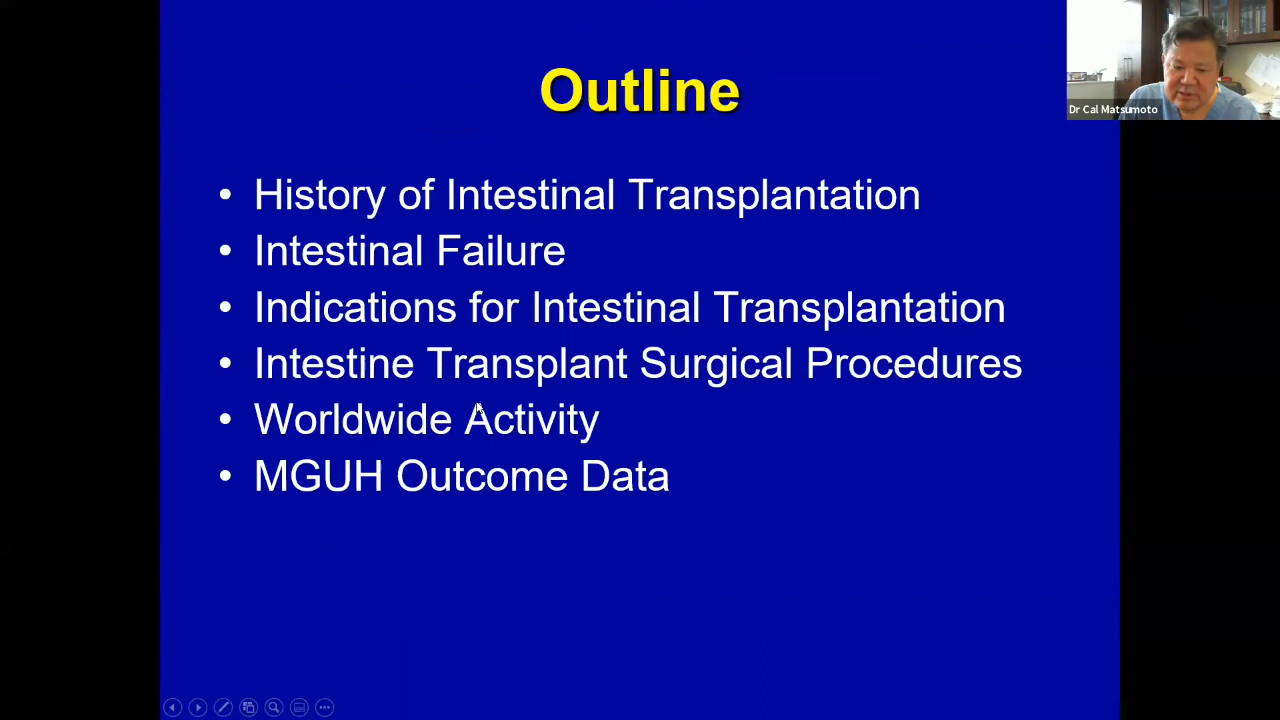 Outline
Dr Cal Matsumoto
• History of Intestinal Transplantation
• Intestinal Failure
• Indications for Intestinal Transplantation
• Intestine Transplant Surgical Procedures
• Worldwide Activity
• MGUH Outcome Data